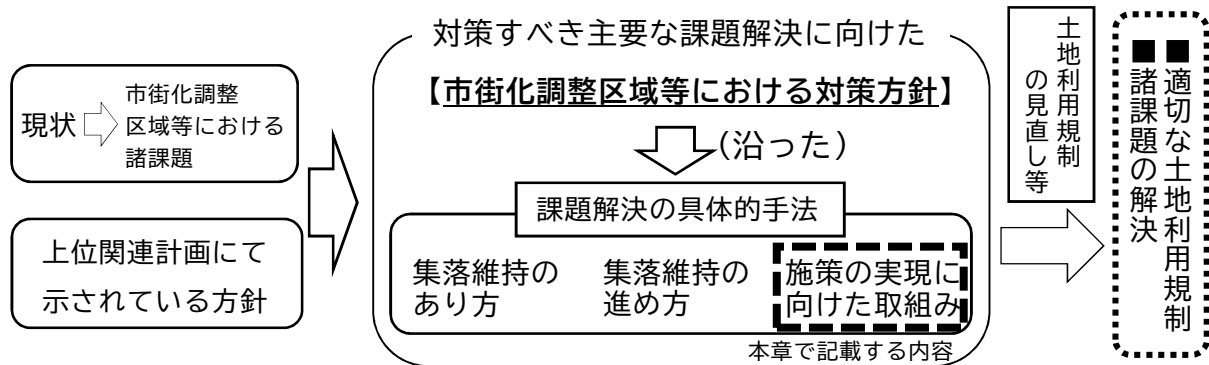 現状
市街化調整
区域等における
諸課題
上位関連計画にて
示されている方針
対策すべき主要な課題解決に向けた
【市街化調整区域等における対策方針】
(沿った)
課題解決の具体的手法
集落維持の
あり方
集落維持の
進め方
施策の実現に
向けた取組み
本章で記載する内容
土地利用規制
の見直し等
■適切な土地利用規制
■諸課題の解決